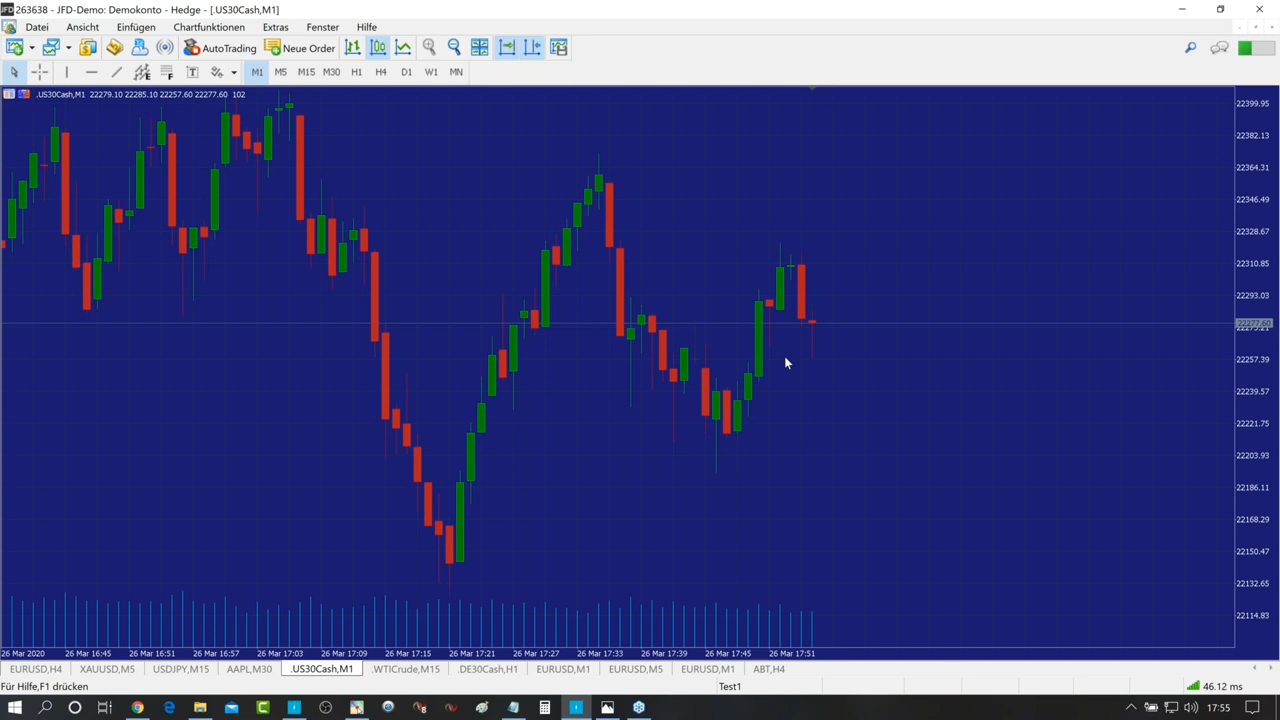 263638 - JFD-Demo: Demokonto - Hedge - [.US30Cash,M1]
Datei Ansicht Einfügen Chartfunktionen Extras Fenster Hilfe
AutoTrading New Order
M1 M5 M15 M30 H1 H4 D1 W1 MN
.US30Cash,M1 22279.10 22285.10 22257.60 22277.60 102
22399.95
22382.13
22364.31
22346.49
22328.67
22310.85
22293.03
22277.60
22257.39
22239.57
22221.75
22203.93
22186.11
22168.29
22150.47
22132.65
22114.83
26 Mar 2020 26 Mar 16:45 26 Mar 16:51 26 Mar 16:57 26 Mar 17:03 26 Mar 17:09 26 Mar 17:15 26 Mar 17:21 26 Mar 17:27 26 Mar 17:33 26 Mar 17:39 26 Mar 17:45 26 Mar 17:51
EURUSD,H4 XAUUSD,M5 USDJPY,M15 AAPL,M30 .US30Cash,M1 .WTICrude,M15 .DE30Cash,H1 EURUSD,M1 EURUSD,M5 EURUSD,M1 ABT,H4
Für Hilfe,F1 drücken Test1 46.12 ms
17:55